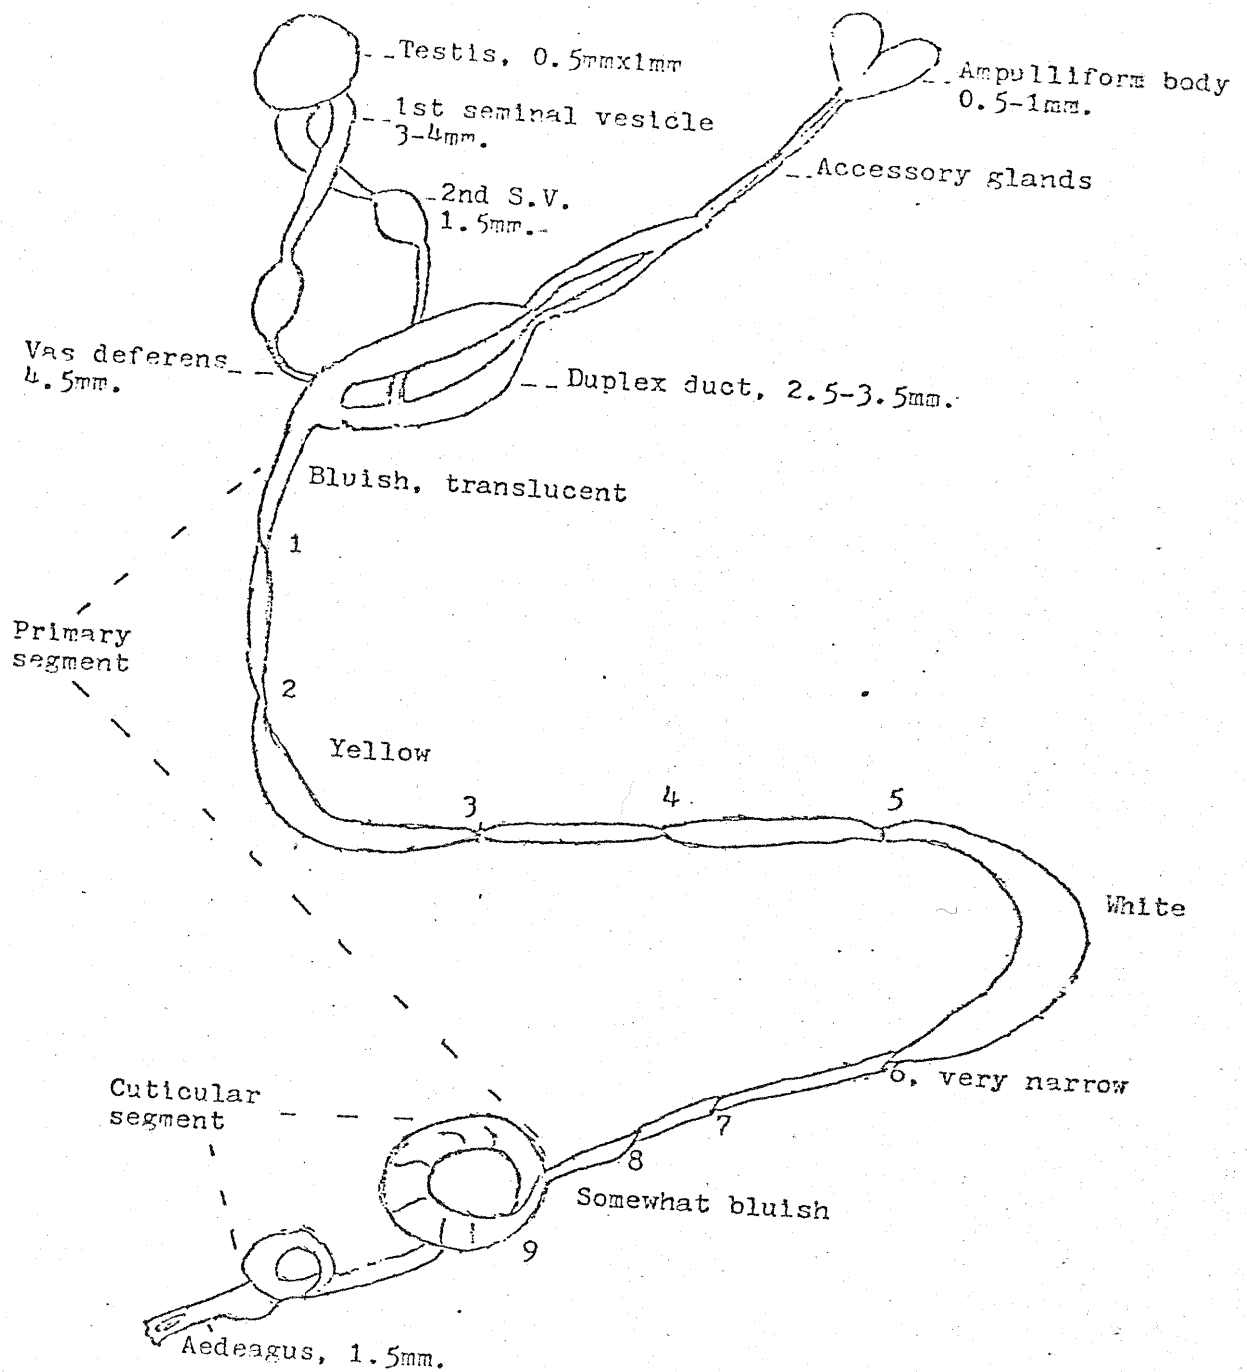 Testis, 0.5mmx1mm
Ampulliform body
0.5-1mm.
1st seminal vesicle
3-4mm.
Accessory glands
2nd S.V.
1.5mm.
Vas deferens
4.5mm.
Duplex duct, 2.5-3.5mm.
Bluish, translucent
1
Primary
segment
2
Yellow
3
4
5
White
6, very narrow
Cuticular
segment
7
8
Somewhat bluish
9
Aedeagus, 1.5mm.